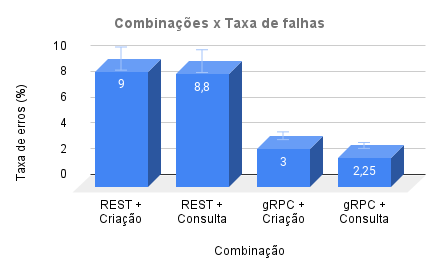 Combinações x Taxa de falhas
Taxa de erros (%)
10
8
6
4
2
0
9
8,8
3
2,25
REST +
Criação
REST +
Consulta
gRPC +
Criação
gRPC +
Consulta
Combinação